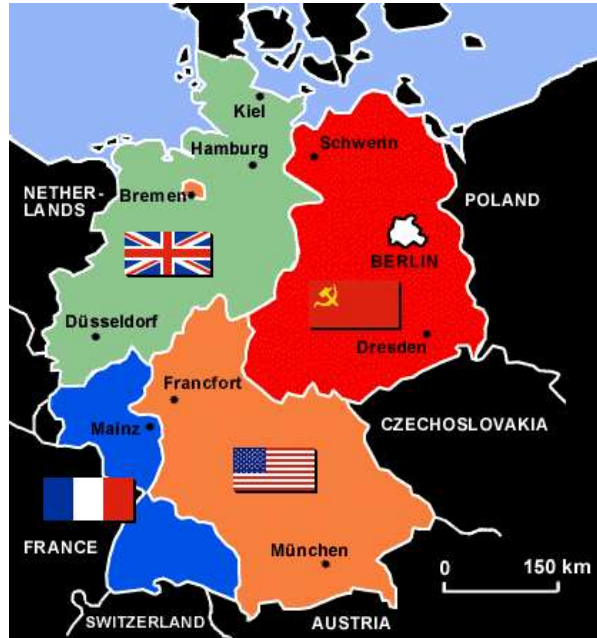 Kiel
Schwerin
Hamburg
NETHER-
LANDS
Bremen
POLAND
BERLIN
Düsseldorf
Dresden
Francfort
Mainz
CZECHOSLOVAKIA
FRANCE
München
0 150 km
SWITZERLAND
AUSTRIA